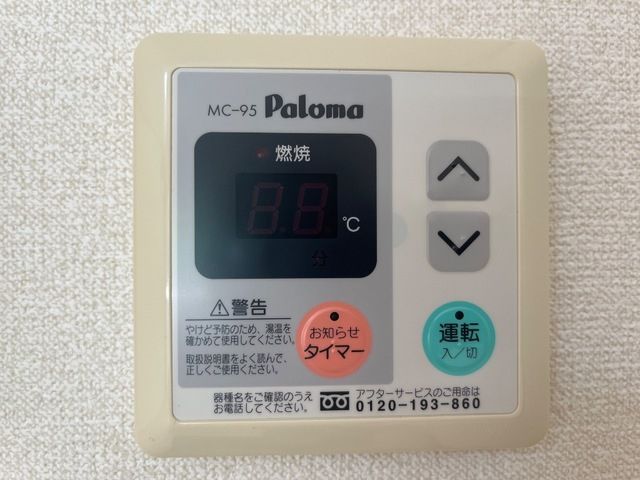 MC-95 Paloma
燃焼
88 ℃
分
警告
やけど予防のため、湯温を
確かめて使用してください。
取扱説明書をよく読んで、
正しくご使用ください。
お知らせ
タイマー
運転
入/切
器種名をご確認のうえ
お電話してください。
アフターサービスのご用命は
0120-193-860